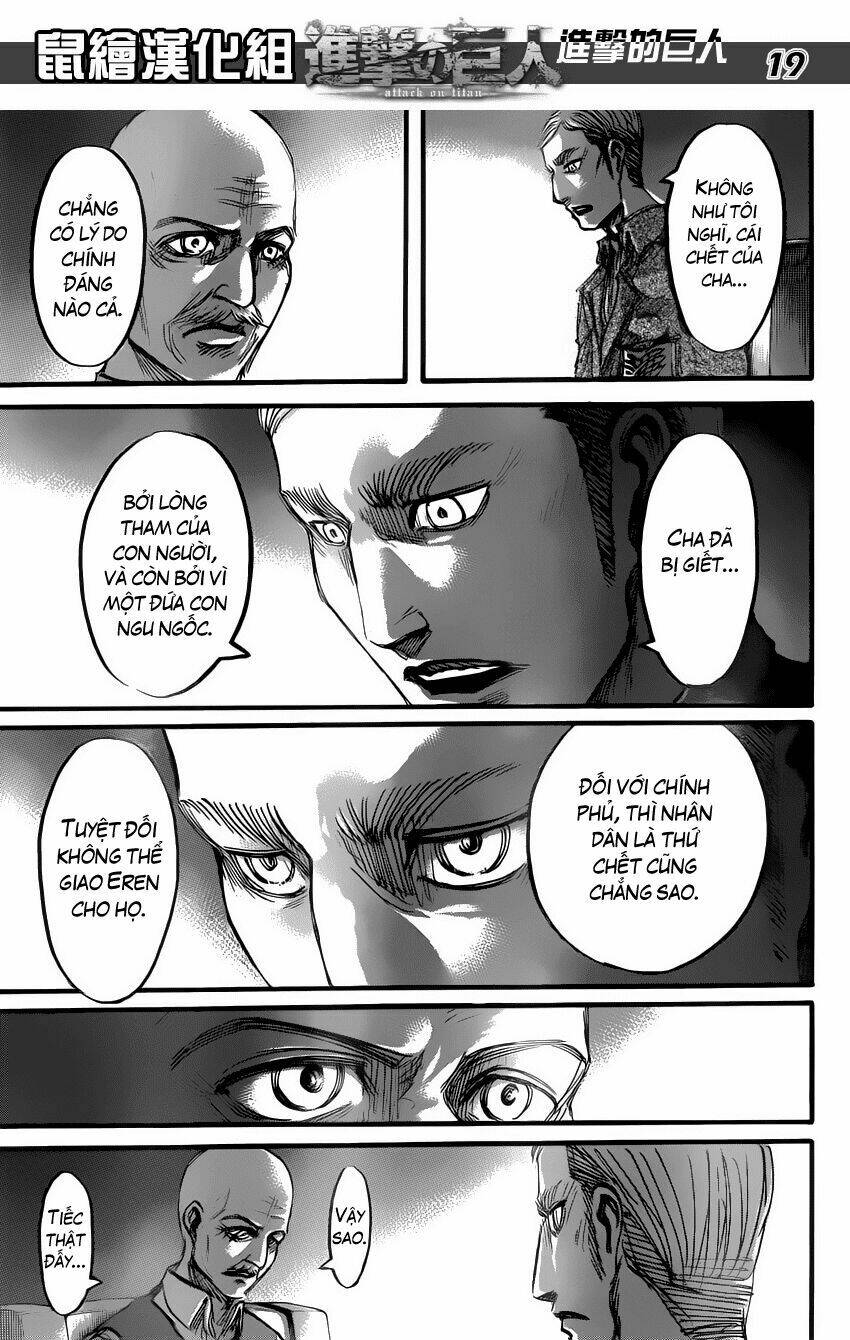 鼠繪漢化組
進撃の巨人
attack on titan
進擊的巨人
19
KHÔNG
NHƯ TÔI
NGHĨ, CÁI
CHẾT CỦA
CHA...
CHẲNG
CÓ LÝ DO
CHÍNH
ĐÁNG
NÀO CẢ.
CHA ĐÃ
BỊ GIẾT...
BỞI LÒNG
THAM CỦA
CON NGƯỜI,
VÀ CÒN BỞI VÌ
MỘT ĐỨA CON
NGU NGỐC.
ĐỐI VỚI CHÍNH
PHỦ, THÌ NHÂN
DÂN LÀ THỨ
CHẾT CŨNG
CHẲNG SAO.
TUYỆT ĐỐI
KHÔNG THỂ
GIAO EREN
CHO HỌ.
VẬY
SAO.
TIẾC
THẬT
ĐẤY...